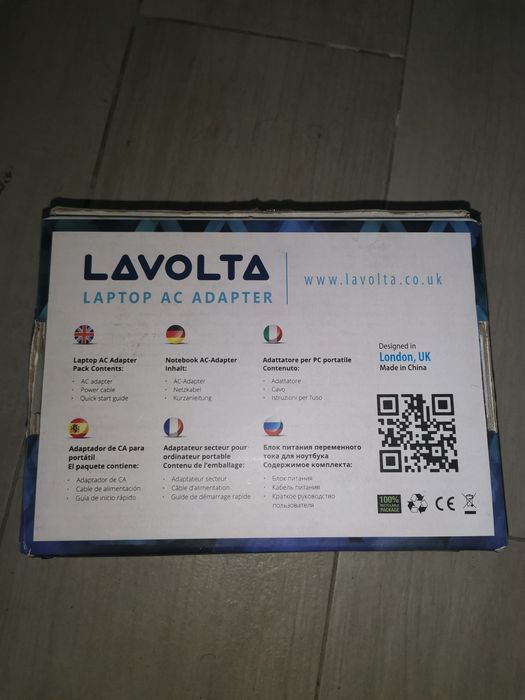 LAVOLTA
LAPTOP AC ADAPTER
www.lavolta.co.uk
Laptop AC Adapter
Pack Contents:
· AC adapter
· Power cable
· Quick start guide
Notebook AC-Adapter
Inhalt:
· AC-Adapter
· Netzkabel
· Kurzanleitung
Adattatore per PC portatile
Contenuto:
· Adattatore
· Cavo
· Istruzioni per l'uso
Designed in
London, UK
Made in China
Adaptador de CA para
portátil
El paquete contiene:
· Adaptador de CA
· Cable de alimentación
· Guía de inicio rápido
Adaptateur secteur pour
ordinateur portable
Contenu de l'emballage:
· Adaptateur secteur
· Câble d'alimentation
· Guide de démarrage rapide
Блок питания переменного
тока для ноутбука
Содержимое комплекта:
· Блок питания
· Кабель питания
· Краткое руководство
пользователя
100%
RECYCLABLE
PACKAGE
CE